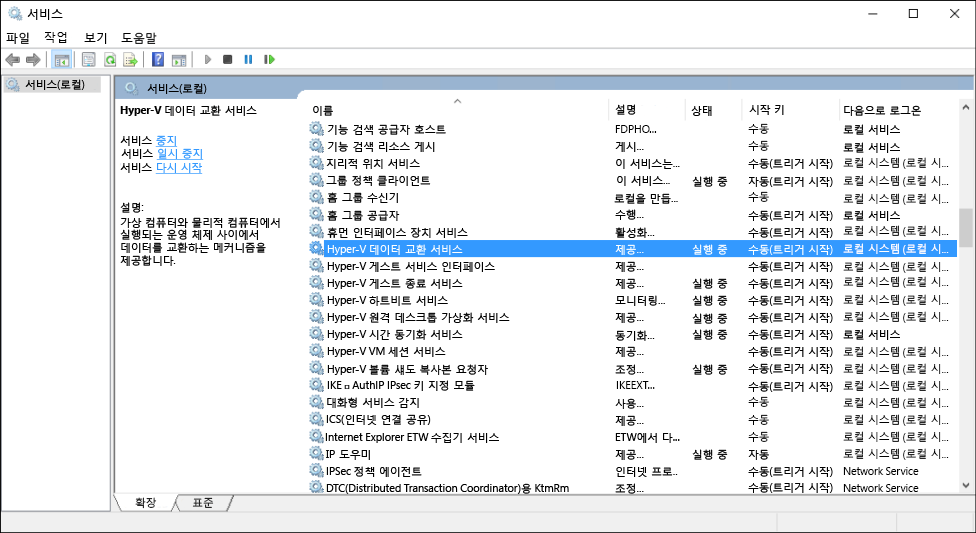 서비스
파일 작업 보기 도움말
서비스(로컬)
서비스(로컬)
Hyper-V 데이터 교환 서비스
서비스 중지
서비스 일시 중지
서비스 다시 시작
설명:
가상 컴퓨터와 물리적 컴퓨터에서
실행되는 운영 체제 사이에서
데이터를 교환하는 메커니즘을
제공합니다.
이름 설명 상태 시작 키 다음으로 로그온
기능 검색 공급자 호스트 FDPHO... 수동 로컬 서비스
기능 검색 리소스 게시 게시... 수동 로컬 서비스
지리적 위치 서비스 이 서비스는... 수동(트리거 시작) 로컬 시스템 (로컬 시...
그룹 정책 클라이언트 이 서비스... 실행 중 자동(트리거 시작) 로컬 시스템 (로컬 시...
홈 그룹 수신기 로컬을 만듭... 수동 로컬 시스템 (로컬 시...
홈 그룹 공급자 수행... 수동 로컬 서비스
휴먼 인터페이스 장치 서비스 활성화... 수동(트리거 시작) 로컬 시스템 (로컬 시...
Hyper-V 데이터 교환 서비스 제공... 실행 중 수동(트리거 시작) 로컬 시스템 (로컬 시...
Hyper-V 게스트 서비스 인터페이스 제공... 수동(트리거 시작) 로컬 시스템 (로컬 시...
Hyper-V 게스트 종료 서비스 제공... 실행 중 수동(트리거 시작) 로컬 시스템 (로컬 시...
Hyper-V 하트비트 서비스 모니터링... 실행 중 수동(트리거 시작) 로컬 시스템 (로컬 시...
Hyper-V 원격 데스크톱 가상화 서비스 제공... 실행 중 수동(트리거 시작) 로컬 시스템 (로컬 시...
Hyper-V 시간 동기화 서비스 동기화... 실행 중 수동(트리거 시작) 로컬 서비스
Hyper-V VM 세션 서비스 제공... 수동(트리거 시작) 로컬 시스템 (로컬 시...
Hyper-V 볼륨 섀도 복사본 요청자 조정... 실행 중 수동(트리거 시작) 로컬 시스템 (로컬 시...
IKE 및 AuthIP IPsec 키 지정 모듈 IKEEXT... 수동(트리거 시작) 로컬 시스템 (로컬 시...
대화형 서비스 감지 사용... 수동 로컬 시스템 (로컬 시...
ICS(인터넷 연결 공유) 제공... 수동 로컬 시스템 (로컬 시...
Internet Explorer ETW 수집기 서비스 ETW에서 다... 수동 로컬 시스템 (로컬 시...
IP 도우미 제공... 실행 중 자동 로컬 시스템 (로컬 시...
IPSec 정책 에이전트 인터넷 프로... 수동(트리거 시작) Network Service
DTC(Distributed Transaction Coordinator)용 KtmRm 조정... 수동(트리거 시작) Network Service
확장 표준